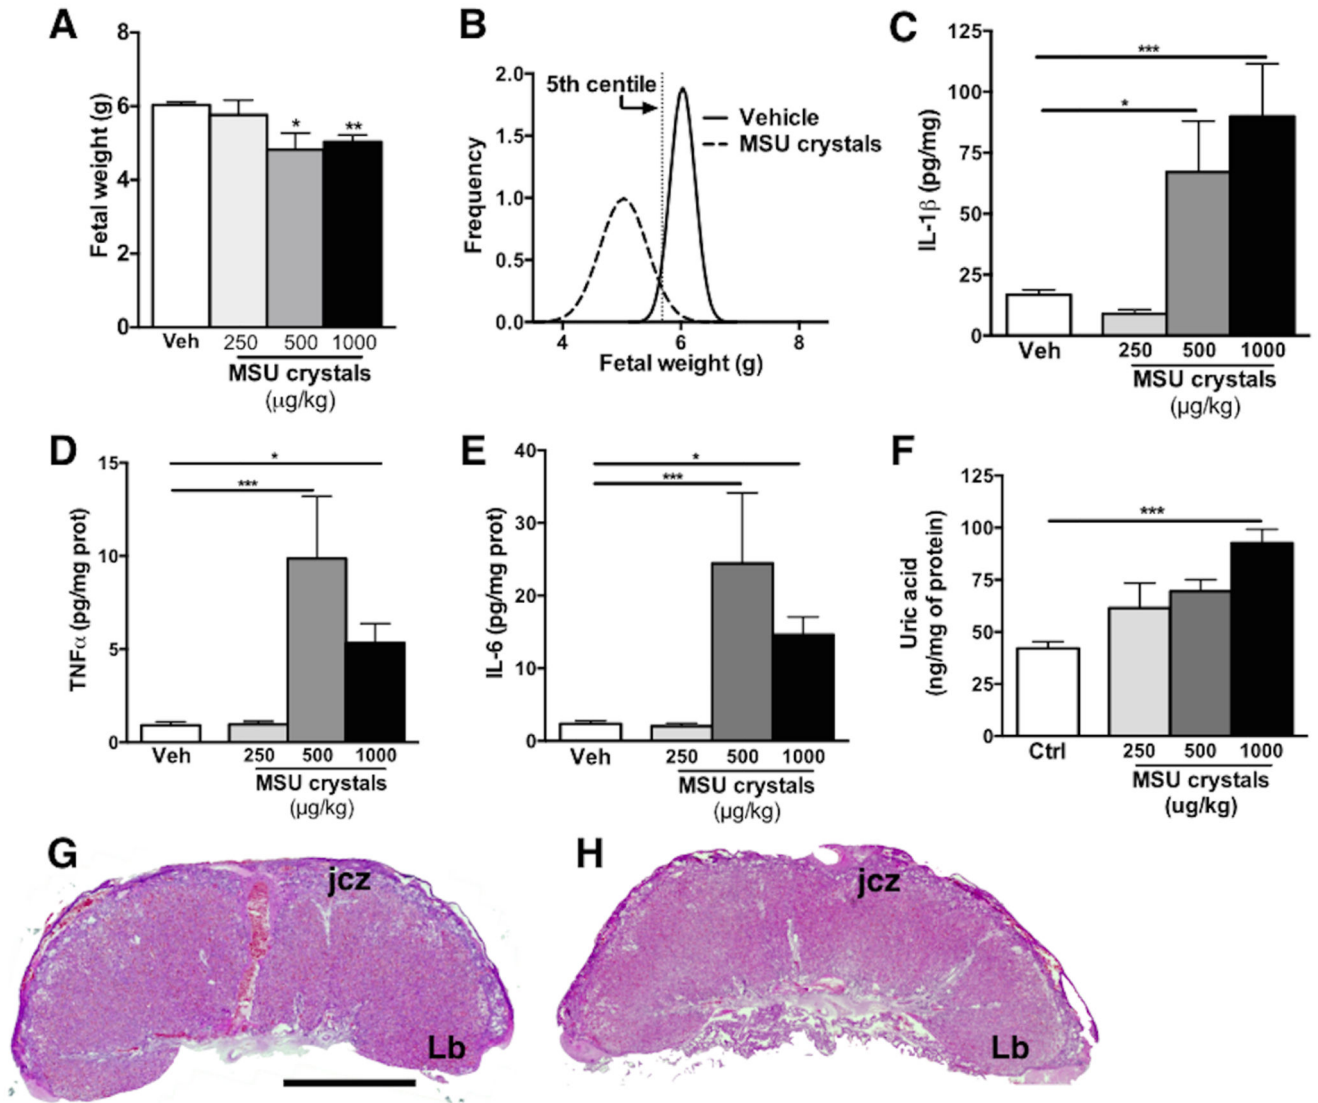 A
8
6
4
2
0
Fetal weight (g)
*
**
Veh
250
500
1000
MSU crystals
(µg/kg)
B
2.0
1.5
1.0
0.5
0.0
Frequency
5th centile
Vehicle
MSU crystals
4
6
8
Fetal weight (g)
C
125
100
75
50
25
0
IL-1β (pg/mg)
***
*
Veh
250
500
1000
MSU crystals
(µg/kg)
D
15
10
5
0
TNFα (pg/mg prot)
*
***
Veh
250
500
1000
MSU crystals
(µg/kg)
E
40
30
20
10
0
IL-6 (pg/mg prot)
*
***
Veh
250
500
1000
MSU crystals
(µg/kg)
F
125
100
75
50
25
0
Uric acid
(ng/mg of protein)
***
Ctrl
250
500
1000
MSU crystals
(ug/kg)
G
jcz
Lb
H
jcz
Lb